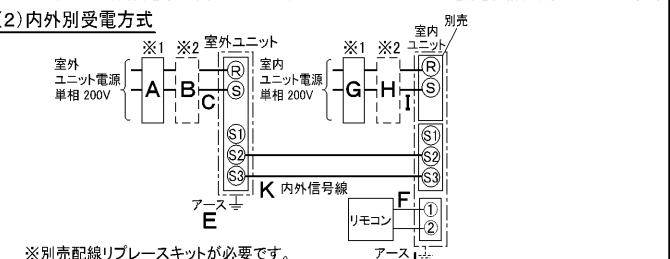 (2)内外別受電方式
※1
※2
室外ユニット
室外
ユニット電源
単相 200V
A
B
C
R
S
S1
S2
S3
アース
E
※1
※2
室内
ユニット
別売
室内
ユニット電源
単相 200V
G
H
I
R
S
S1
S2
S3
K 内外信号線
F
リモコン
①
②
アース
※別売配線リプレースキットが必要です。